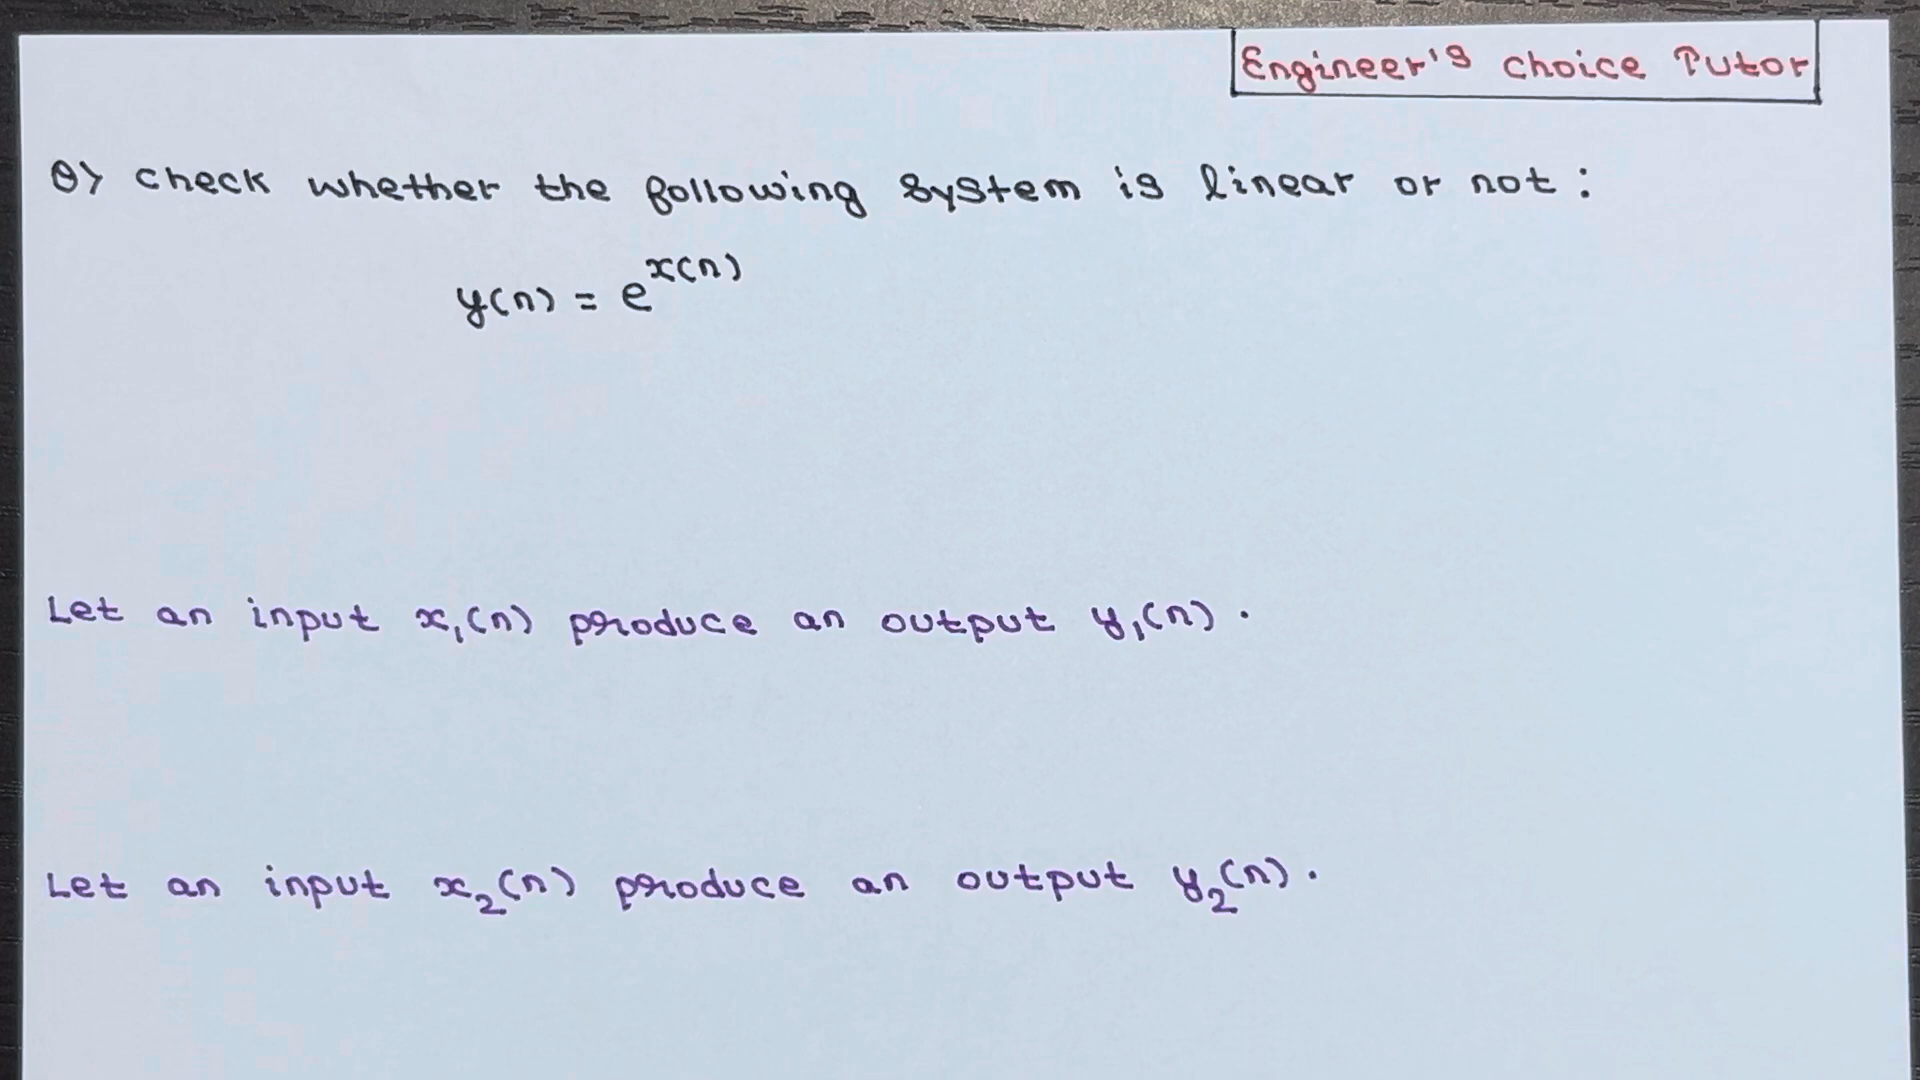 Engineer's choice Tutor
Q> check whether the following system is linear or not :
y(n) = e^x(n)
Let an input x₁(n) produce an output y₁(n).
Let an input x₂(n) produce an output y₂(n).